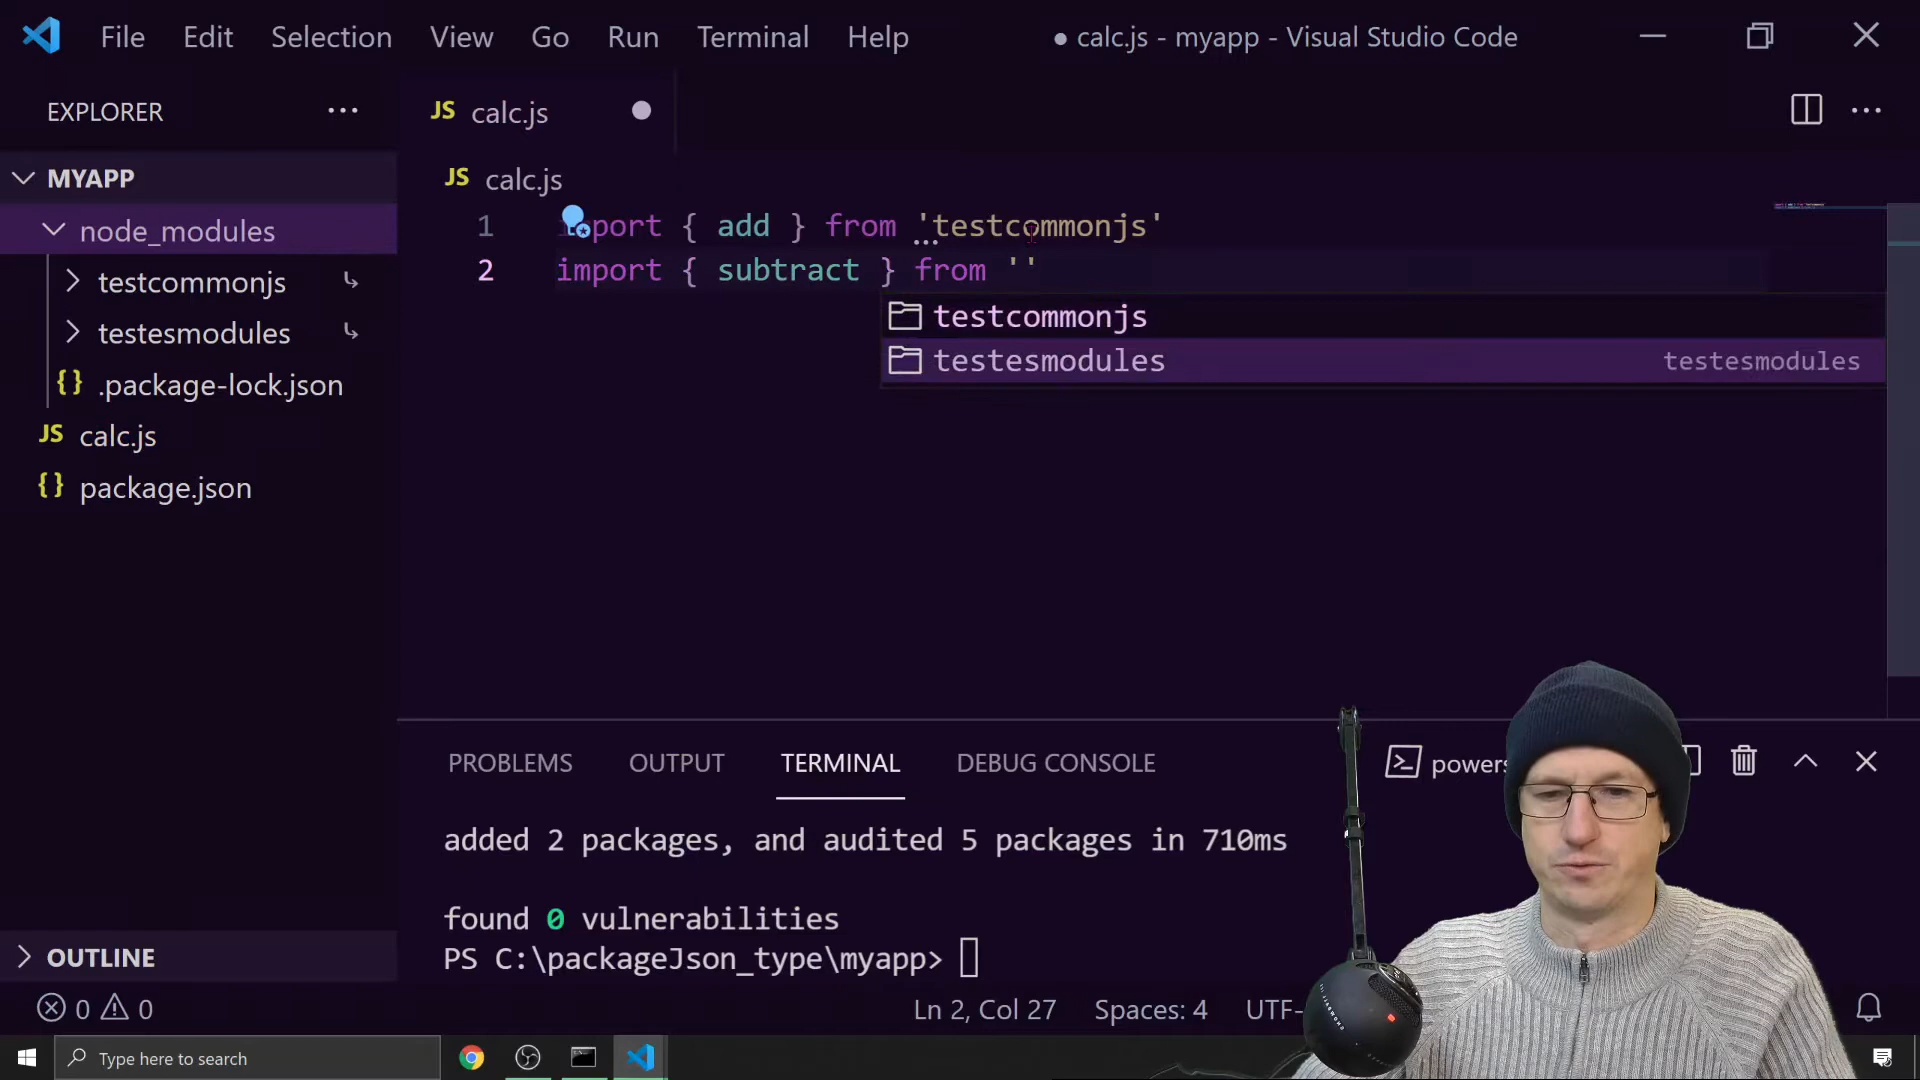 File Edit Selection View Go Run Terminal Help
● calc.js - myapp - Visual Studio Code
EXPLORER
JS calc.js
MYAPP
JS calc.js
node_modules
testcommonjs
testesmodules
{} .package-lock.json
JS calc.js
{} package.json
1 import { add } from 'testcommonjs'
2 import { subtract } from ''
testcommonjs
testesmodules testesmodules
PROBLEMS OUTPUT TERMINAL DEBUG CONSOLE
added 2 packages, and audited 5 packages in 710ms
found 0 vulnerabilities
PS C:\packageJson_type\myapp>
OUTLINE
0 0
Ln 2, Col 27 Spaces: 4
Type here to search